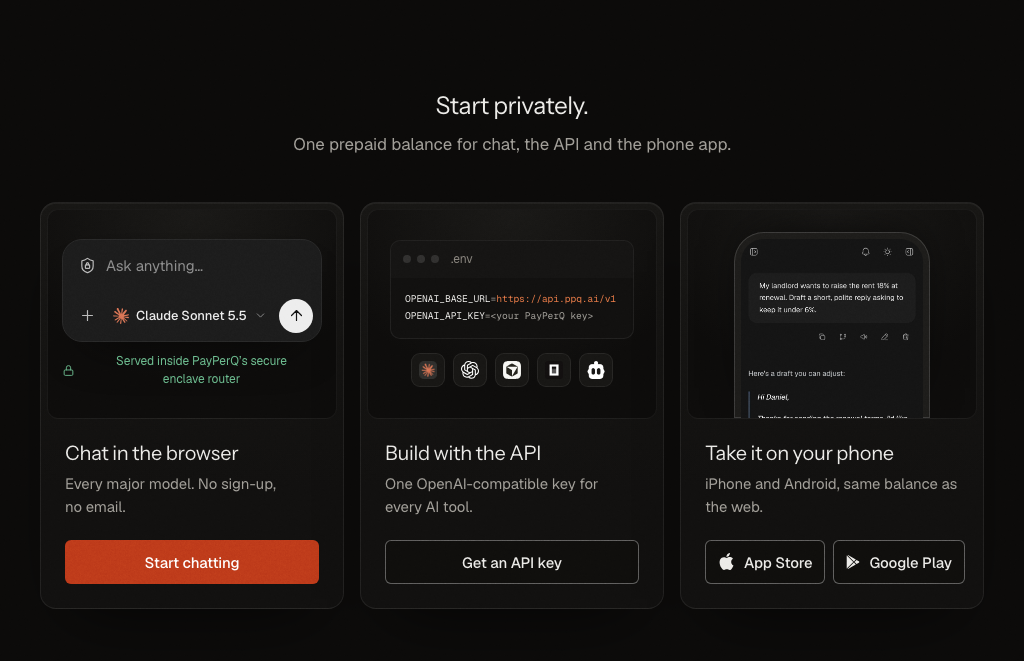 Start privately.
One prepaid balance for chat, the API and the phone app.
Ask anything...
Claude Sonnet 5.5
Served inside PayPerQ's secure
enclave router
Chat in the browser
Every major model. No sign-up,
no email.
Start chatting
.env
OPENAI_BASE_URL=https://api.ppq.ai/v1
OPENAI_API_KEY=<your PayPerQ key>
Build with the API
One OpenAI-compatible key for
every AI tool.
Get an API key
My landlord wants to raise the rent 18% at
renewal. Draft a short, polite reply asking to
keep it under 6%.
Here's a draft you can adjust:
Hi Daniel,
Take it on your phone
iPhone and Android, same balance as
the web.
App Store
Google Play